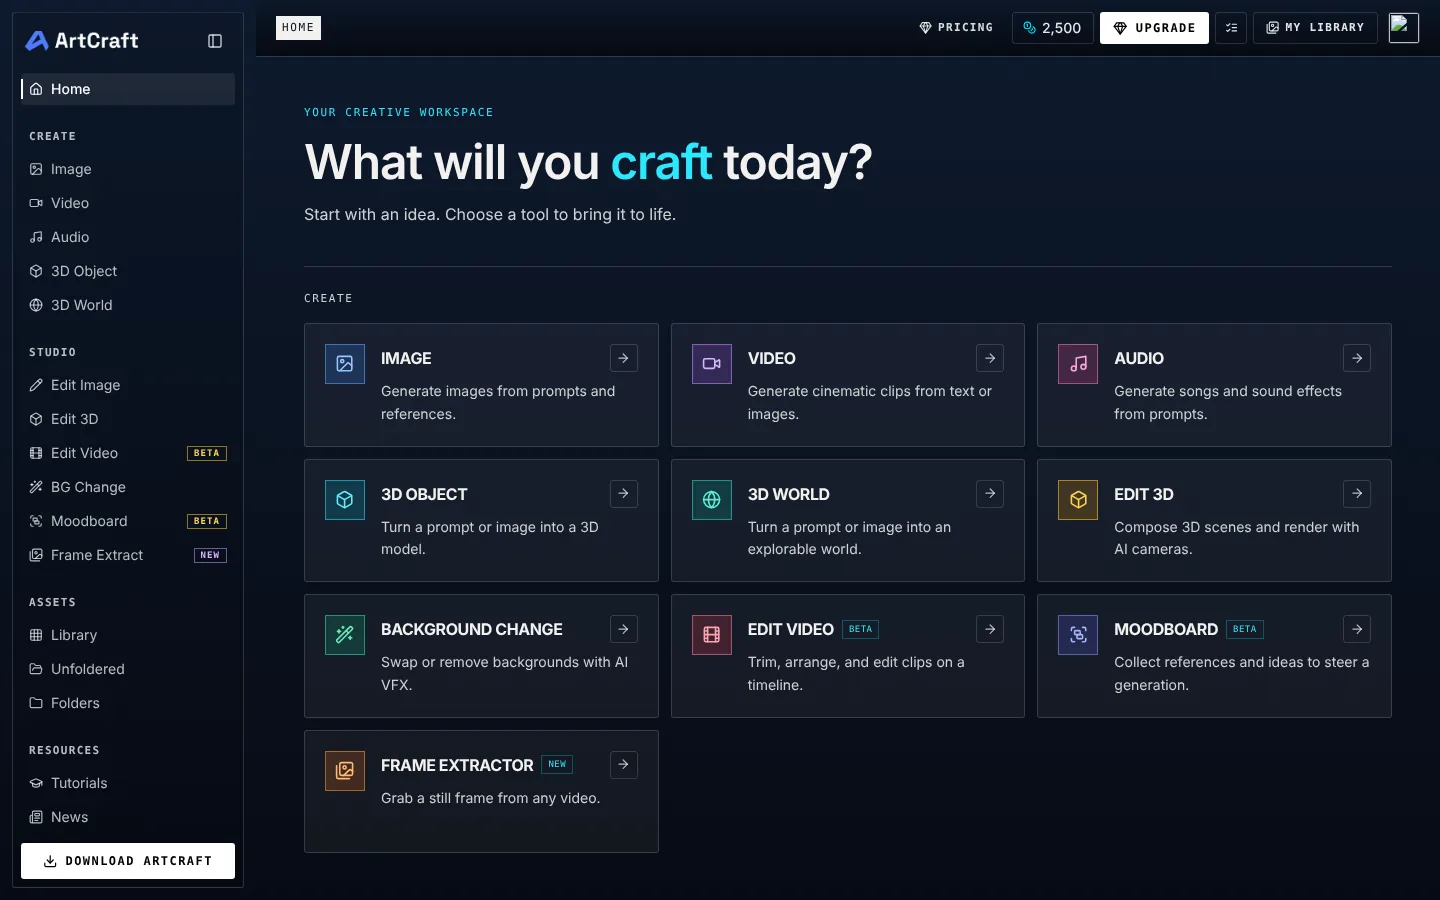 ArtCraft
Home
CREATE
Image
Video
Audio
3D Object
3D World
STUDIO
Edit Image
Edit 3D
Edit Video BETA
BG Change
Moodboard BETA
Frame Extract NEW
ASSETS
Library
Unfoldered
Folders
RESOURCES
Tutorials
News
DOWNLOAD ARTCRAFT
HOME
PRICING
2,500
UPGRADE
MY LIBRARY
YOUR CREATIVE WORKSPACE
What will you craft today?
Start with an idea. Choose a tool to bring it to life.
CREATE
IMAGE
Generate images from prompts and
references.
VIDEO
Generate cinematic clips from text or
images.
AUDIO
Generate songs and sound effects
from prompts.
3D OBJECT
Turn a prompt or image into a 3D
model.
3D WORLD
Turn a prompt or image into an
explorable world.
EDIT 3D
Compose 3D scenes and render with
AI cameras.
BACKGROUND CHANGE
Swap or remove backgrounds with AI
VFX.
EDIT VIDEO BETA
Trim, arrange, and edit clips on a
timeline.
MOODBOARD BETA
Collect references and ideas to steer a
generation.
FRAME EXTRACTOR NEW
Grab a still frame from any video.